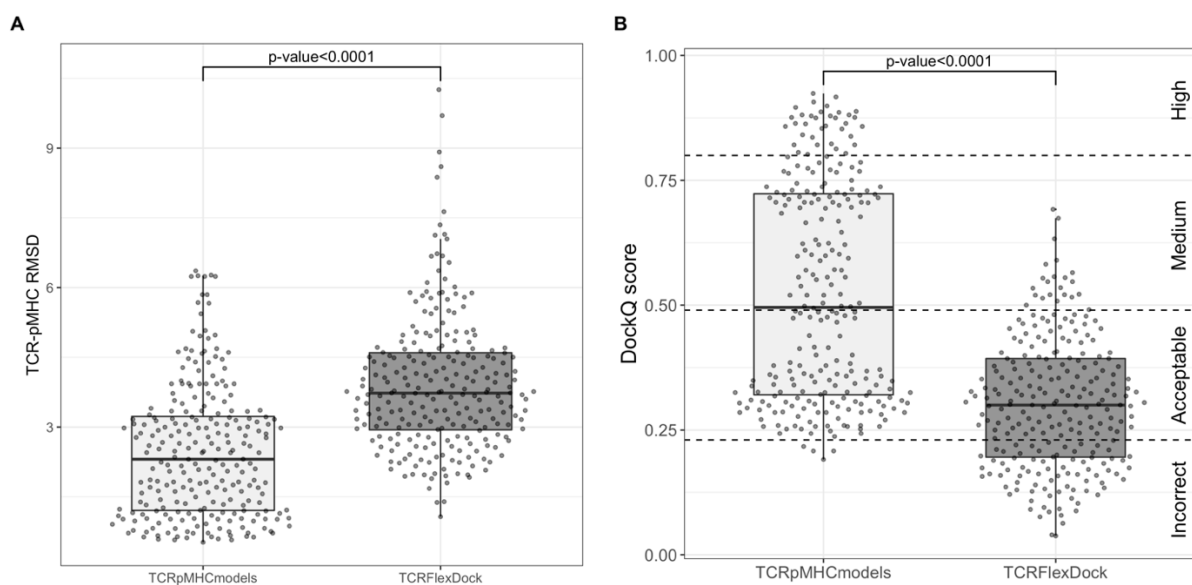 A
p-value<0.0001
TCR-pMHC RMSD
9
6
3
TCRpMHCmodels
TCRFlexDock
B
p-value<0.0001
DockQ score
1.00
0.75
0.50
0.25
0.00
High
Medium
Acceptable
Incorrect
TCRpMHCmodels
TCRFlexDock